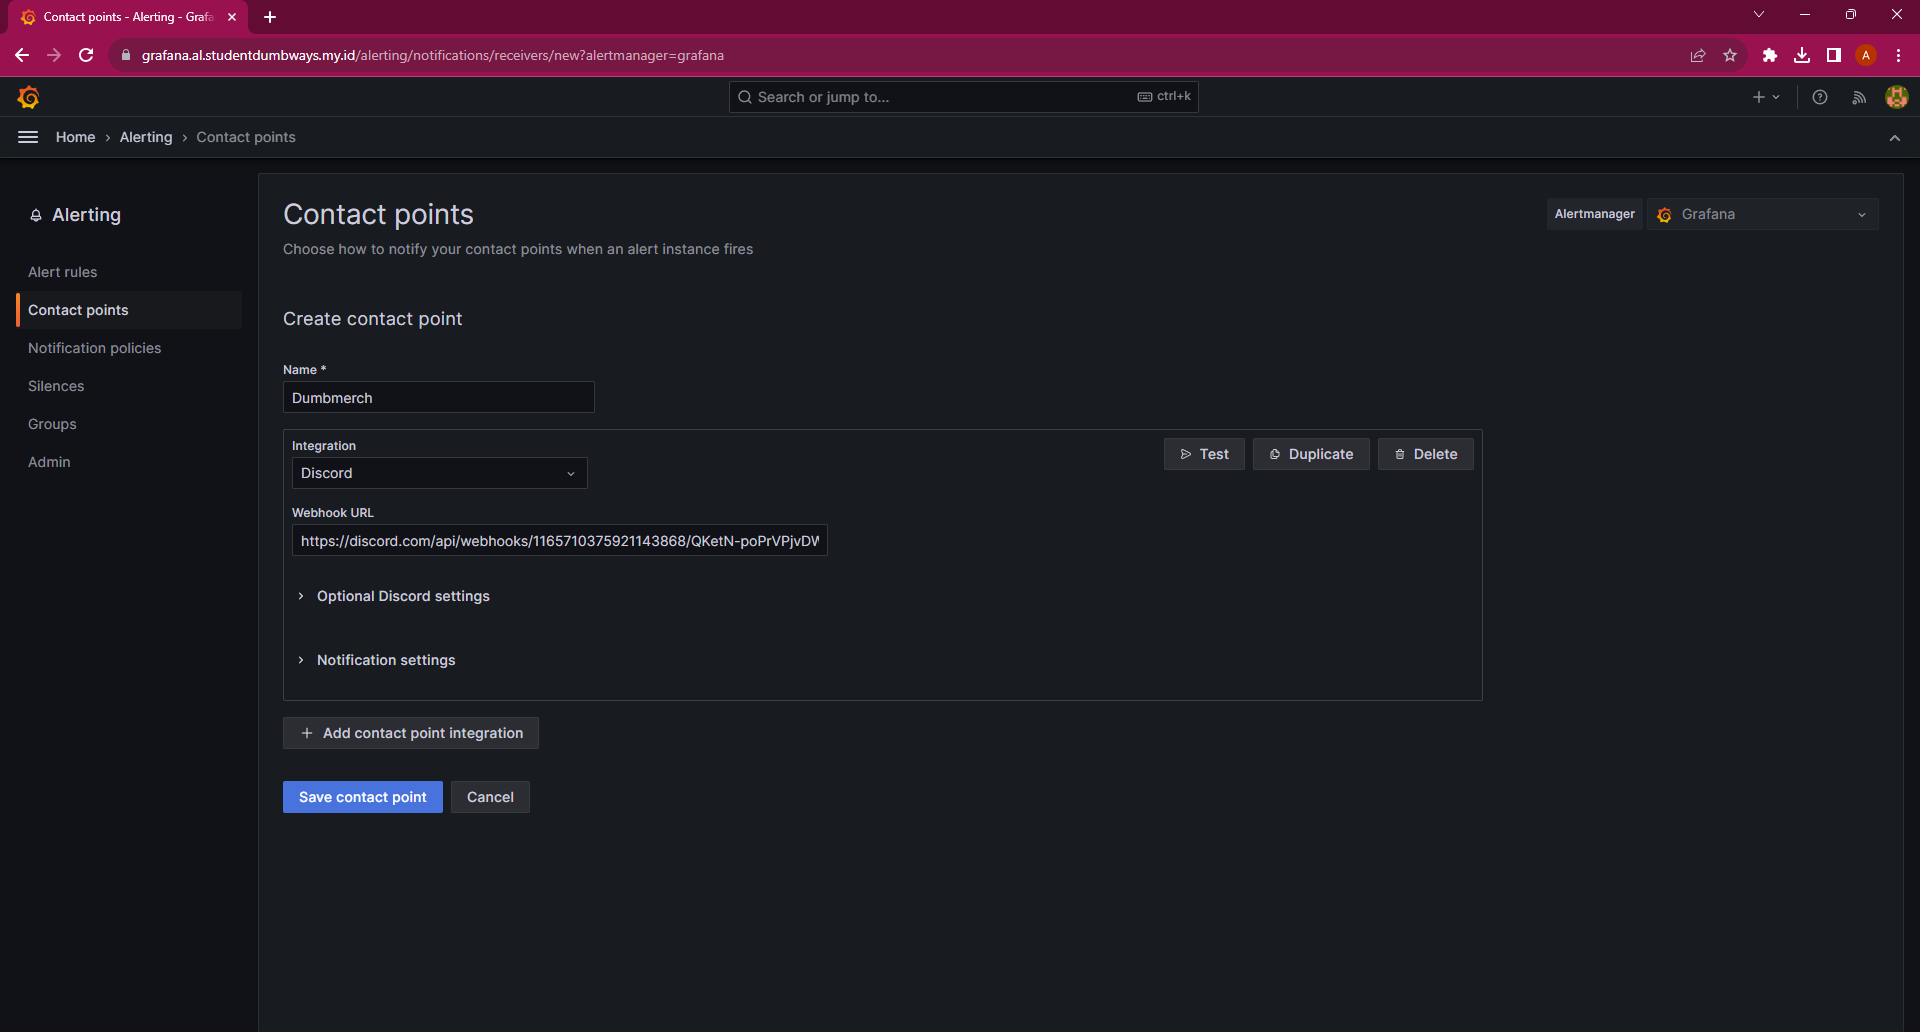 Contact points - Alerting - Grafa
grafana.al.studentdumbways.my.id/alerting/notifications/receivers/new?alertmanager=grafana
A
Search or jump to...
ctrl+k
Home › Alerting › Contact points
Alerting
Alert rules
Contact points
Notification policies
Silences
Groups
Admin
Contact points
Choose how to notify your contact points when an alert instance fires
Alertmanager
Grafana
Create contact point
Name *
Dumbmerch
Integration
Discord
Test
Duplicate
Delete
Webhook URL
https://discord.com/api/webhooks/1165710375921143868/QKetN-poPrVPjvDW
Optional Discord settings
Notification settings
Add contact point integration
Save contact point
Cancel